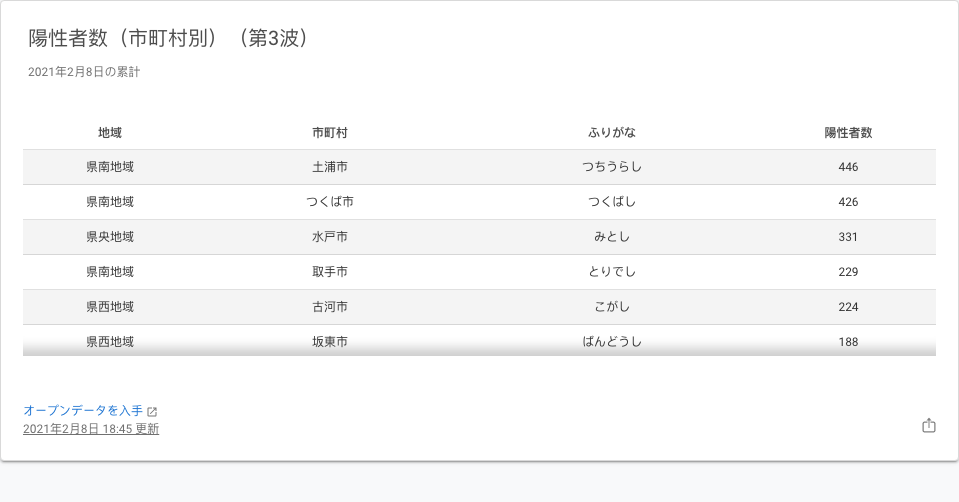 陽性者数（市町村別）（第3波）
2021年2月8日の累計
地域 市町村 ふりがな 陽性者数
県南地域 土浦市 つちうらし 446
県南地域 つくば市 つくばし 426
県央地域 水戸市 みとし 331
県南地域 取手市 とりでし 229
県西地域 古河市 こがし 224
県西地域 坂東市 ばんどうし 188
オープンデータを入手
2021年2月8日 18:45 更新